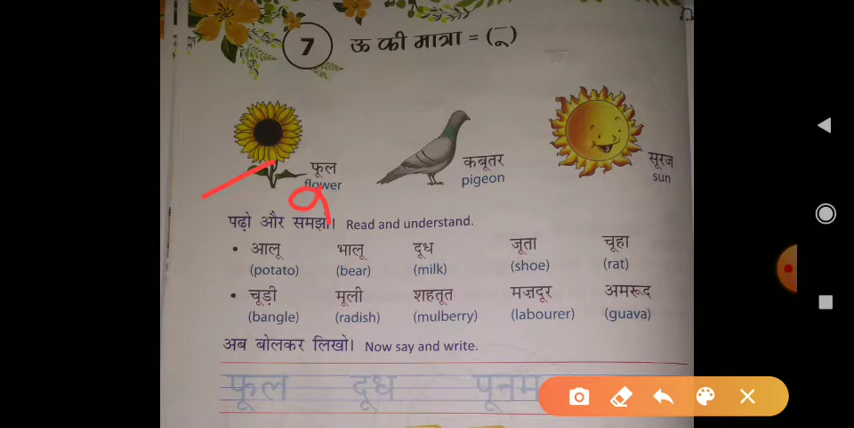 7 ऊ की मात्रा = ( ू )
फूल कबूतर सूरज
flower pigeon sun
पढ़ो और समझो। Read and understand.
• आलू भालू दूध जूता चूहा
(potato) (bear) (milk) (shoe) (rat)
• चूड़ी मूली शहतूत मज़दूर अमरूद
(bangle) (radish) (mulberry) (labourer) (guava)
अब बोलकर लिखो। Now say and write.
फूल दूध पूनम